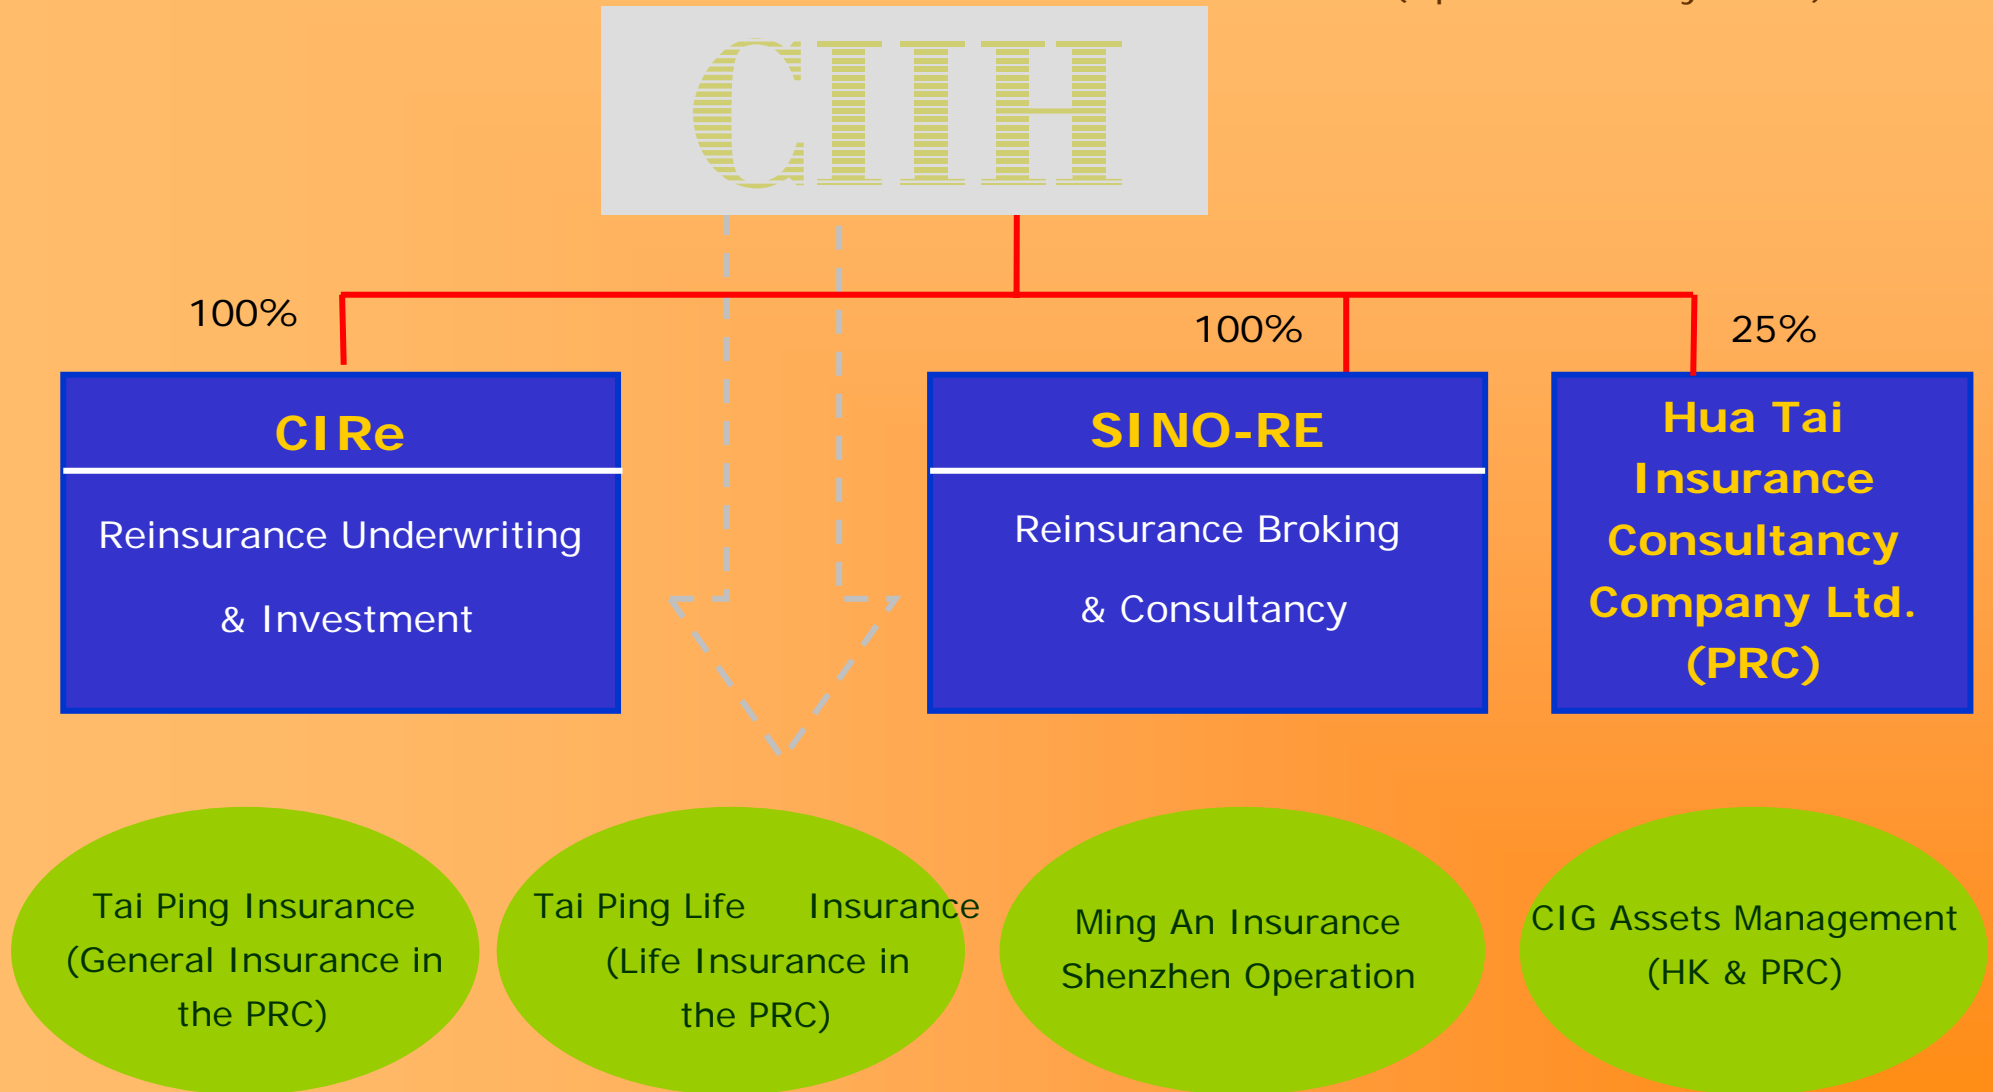 CIIH
100%
100%
25%
CIRe
Reinsurance Underwriting
& Investment
SINO-RE
Reinsurance Broking
& Consultancy
Hua Tai
Insurance
Consultancy
Company Ltd.
(PRC)
Tai Ping Insurance
(General Insurance in
the PRC)
Tai Ping Life Insurance
(Life Insurance in
the PRC)
Ming An Insurance
Shenzhen Operation
CIG Assets Management
(HK & PRC)